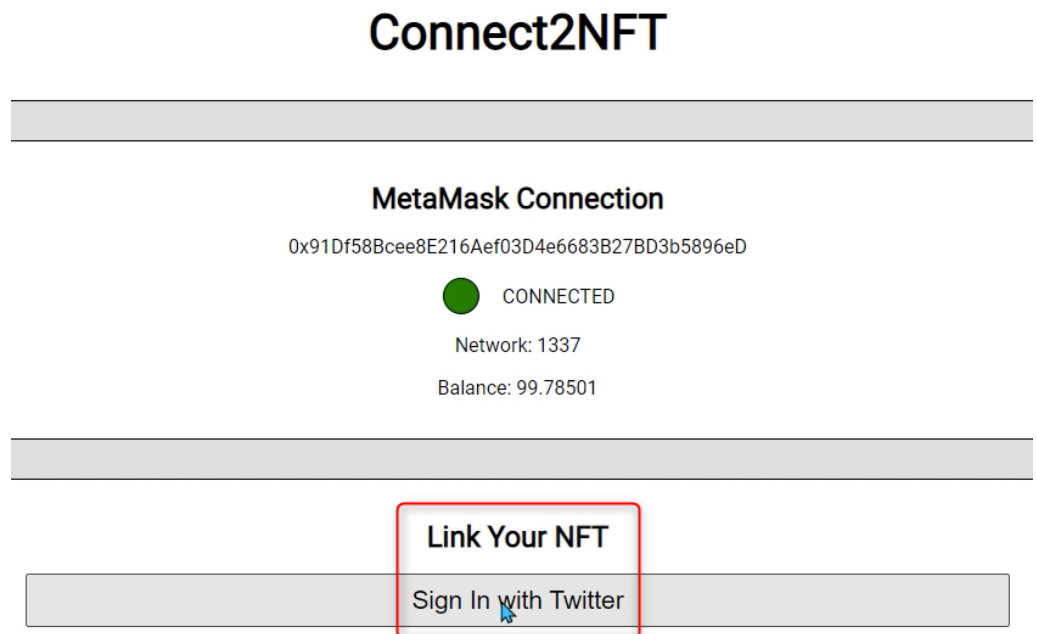 Connect2NFT
MetaMask Connection
0x91Df58Bcee8E216Aef03D4e6683B27BD3b5896eD
CONNECTED
Network: 1337
Balance: 99.78501
Link Your NFT
Sign In with Twitter